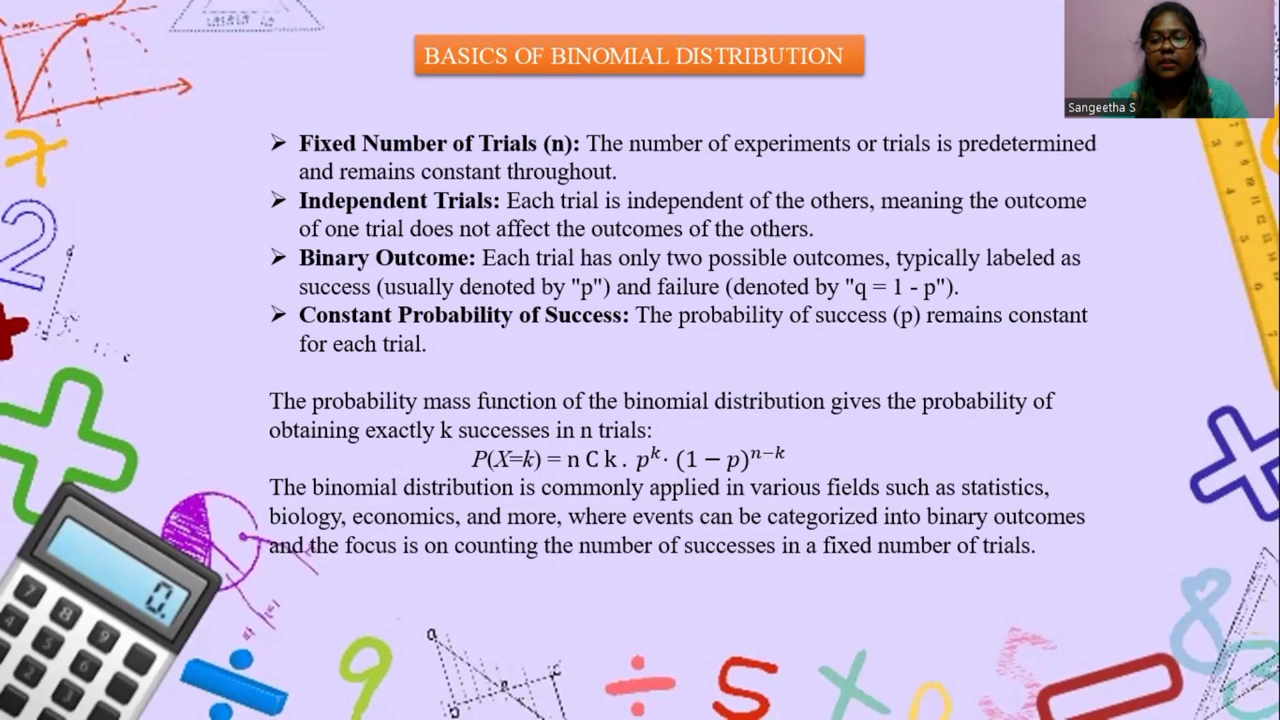 BASICS OF BINOMIAL DISTRIBUTION
Sangeetha S
➢ Fixed Number of Trials (n): The number of experiments or trials is predetermined
and remains constant throughout.
➢ Independent Trials: Each trial is independent of the others, meaning the outcome
of one trial does not affect the outcomes of the others.
➢ Binary Outcome: Each trial has only two possible outcomes, typically labeled as
success (usually denoted by "p") and failure (denoted by "q = 1 - p").
➢ Constant Probability of Success: The probability of success (p) remains constant
for each trial.
The probability mass function of the binomial distribution gives the probability of
obtaining exactly k successes in n trials:
P(X=k) = n C k . p^k · (1 − p)^{n−k}
The binomial distribution is commonly applied in various fields such as statistics,
biology, economics, and more, where events can be categorized into binary outcomes
and the focus is on counting the number of successes in a fixed number of trials.